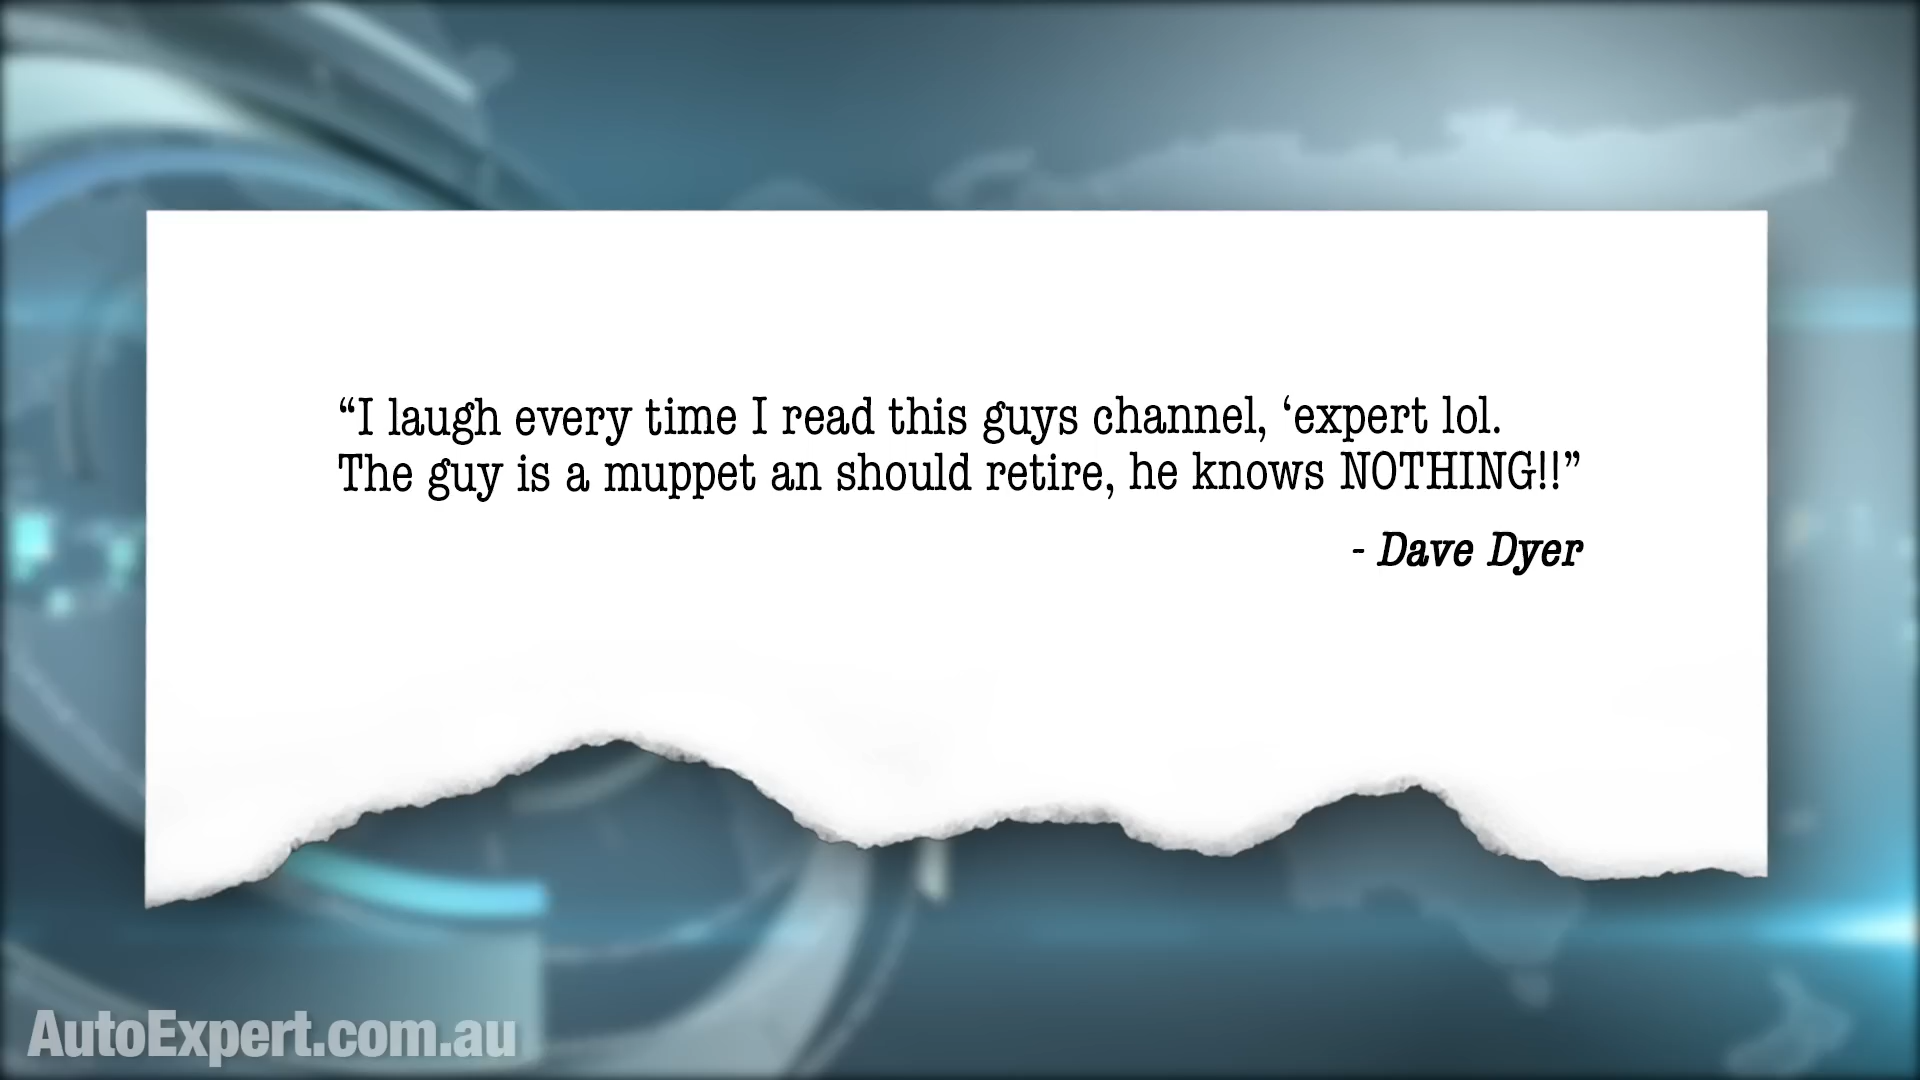 “I laugh every time I read this guys channel, ‘expert lol.
The guy is a muppet an should retire, he knows NOTHING!!”
- Dave Dyer
AutoExpert.com.au